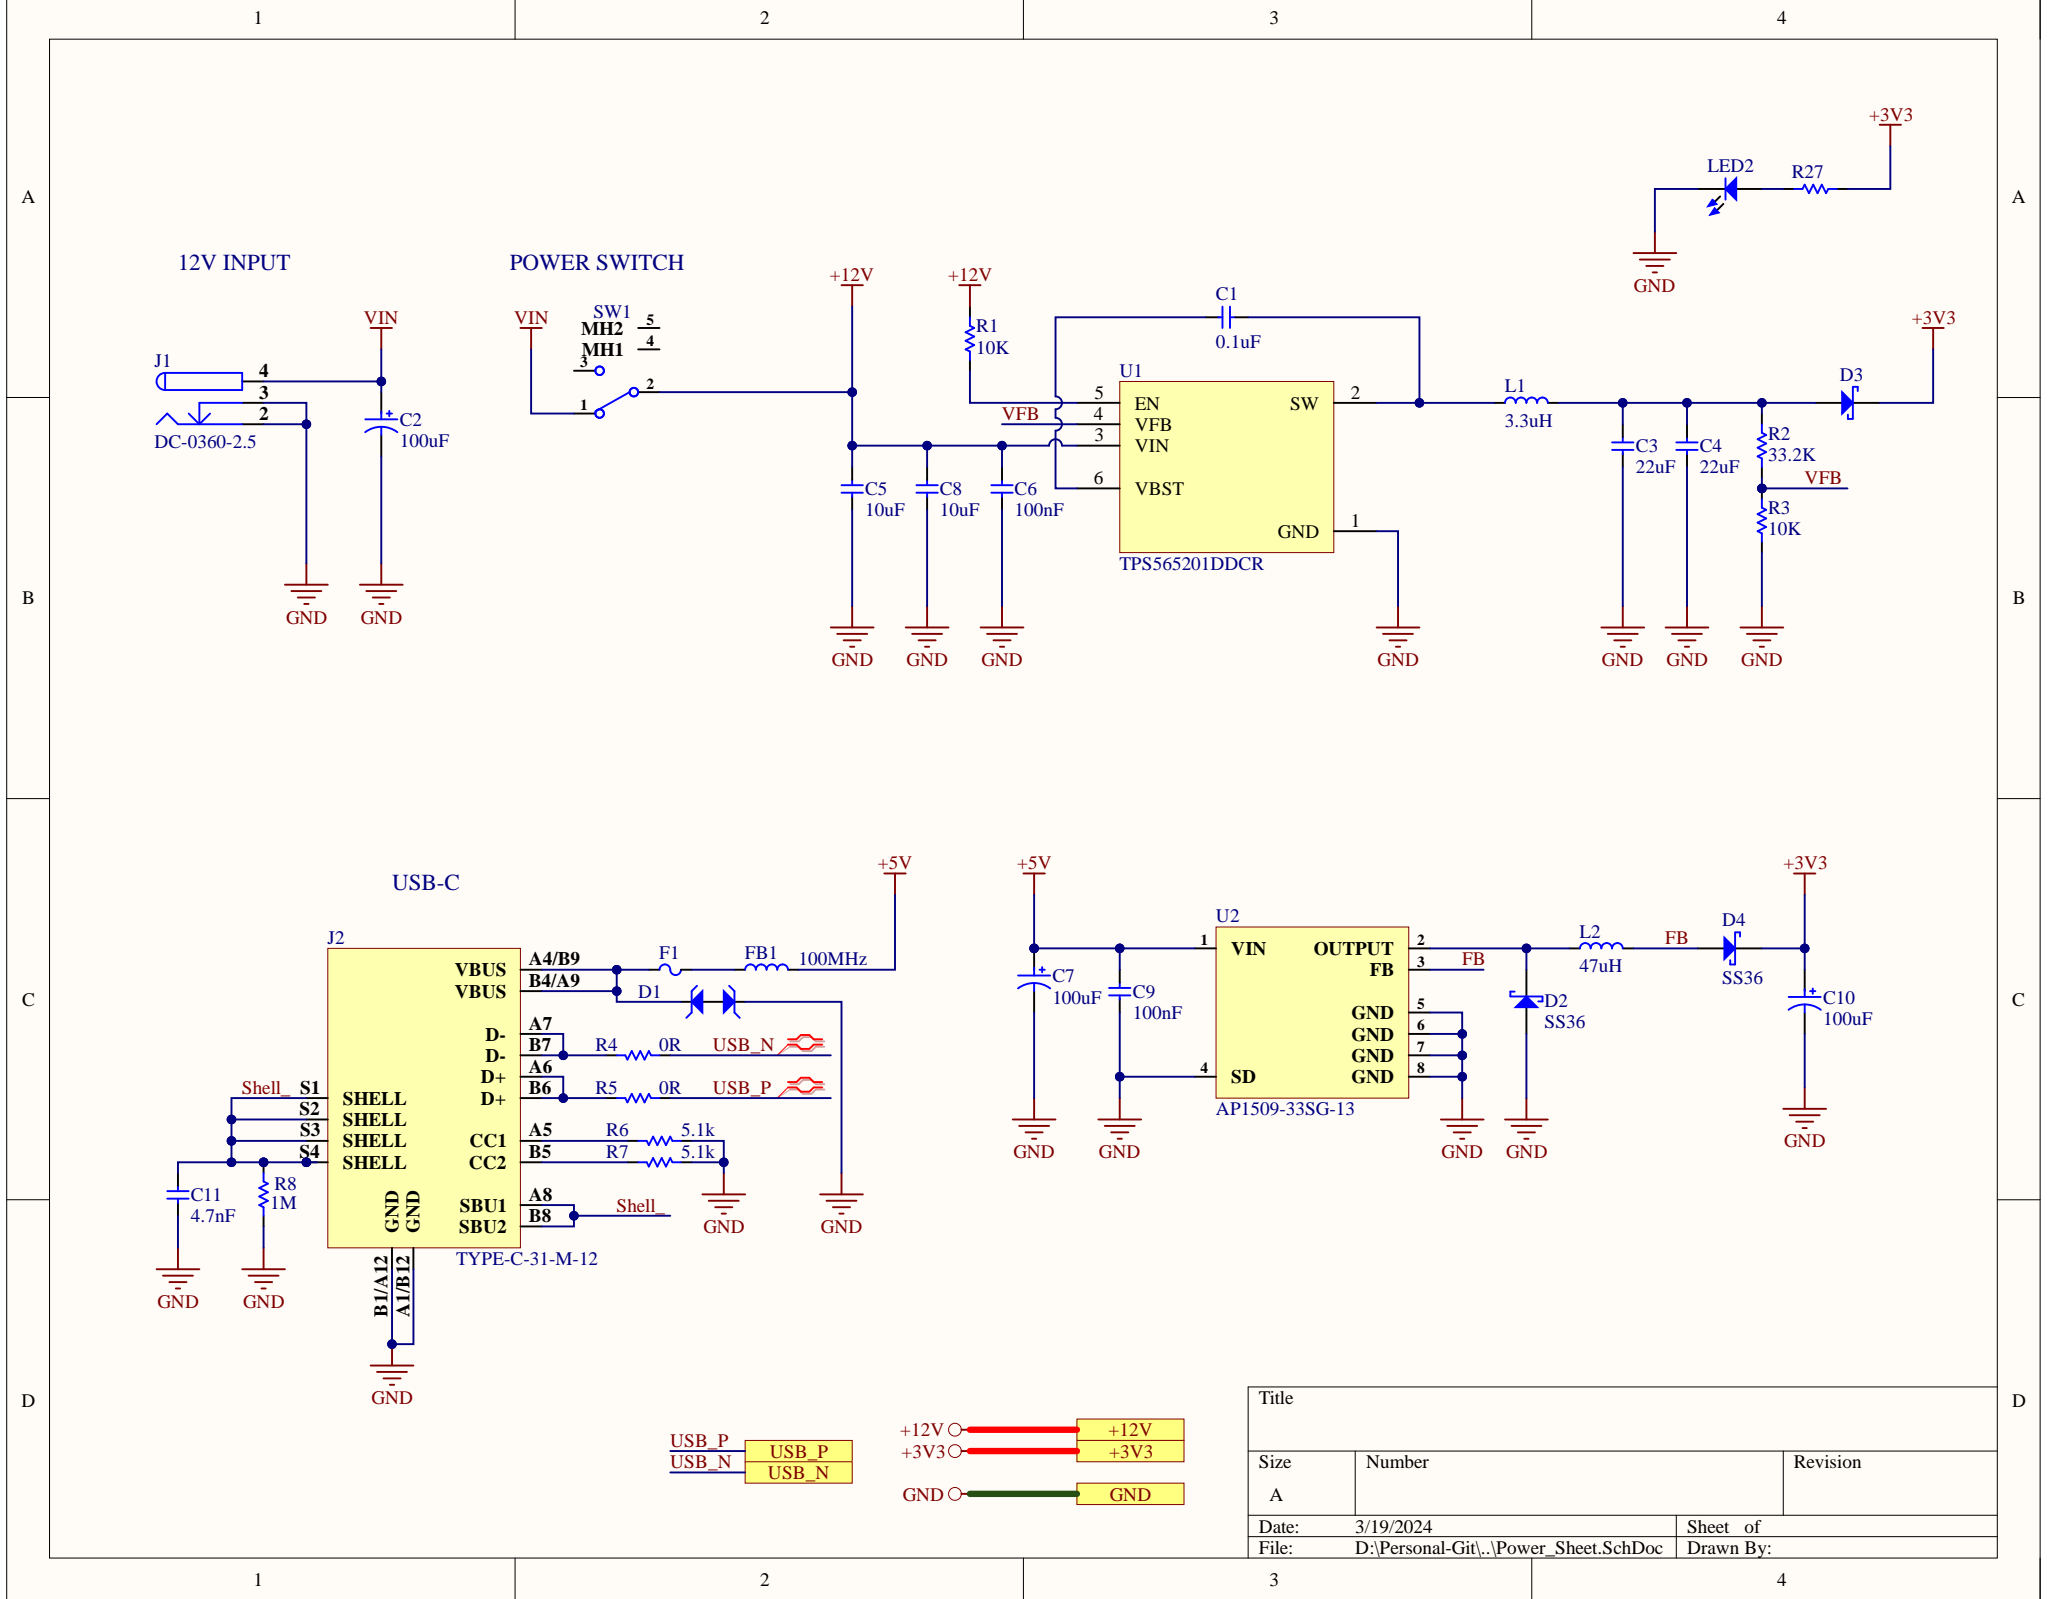 1 2 3 4
A A
B B
C C
D D
1 2 3 4
12V INPUT
VIN
J1
4
3
2
DC-0360-2.5
C2
100uF
GND GND
POWER SWITCH
VIN
SW1
MH2 5
MH1 4
3
2
1
+12V
+12V
R1
10K
VFB
C5
10uF
C8
10uF
C6
100nF
GND GND GND
C1
0.1uF
U1
5 EN
4 VFB
3 VIN
6 VBST
SW 2
GND 1
TPS565201DDCR
GND
L1
3.3uH
C3
22uF
C4
22uF
R2
33.2K
VFB
R3
10K
GND GND GND
D3
+3V3
LED2 R27
+3V3
GND
USB-C
J2
VBUS A4/B9
VBUS B4/A9
D- A7
D- B7
D+ A6
D+ B6
CC1 A5
CC2 B5
SBU1 A8
SBU2 B8
Shell_ S1 SHELL
S2 SHELL
S3 SHELL
S4 SHELL
GND
GND
B1/A12
A1/B12
TYPE-C-31-M-12
GND
C11
4.7nF
R8
1M
GND GND
F1 FB1 100MHz
+5V
D1
R4 0R USB_N
R5 0R USB_P
R6 5.1k
R7 5.1k
Shell_
GND GND
+5V
C7
100uF
C9
100nF
GND GND
U2
1 VIN
4 SD
OUTPUT 2
FB 3
GND 5
GND 6
GND 7
GND 8
AP1509-33SG-13
FB
GND
D2
SS36
GND
L2
47uH
FB
D4
SS36
+3V3
C10
100uF
GND
USB_P USB_P
USB_N USB_N
+12V +12V
+3V3 +3V3
GND GND
Title
Size Number Revision
A
Date: 3/19/2024 Sheet of
File: D:\Personal-Git\..\Power_Sheet.SchDoc Drawn By: